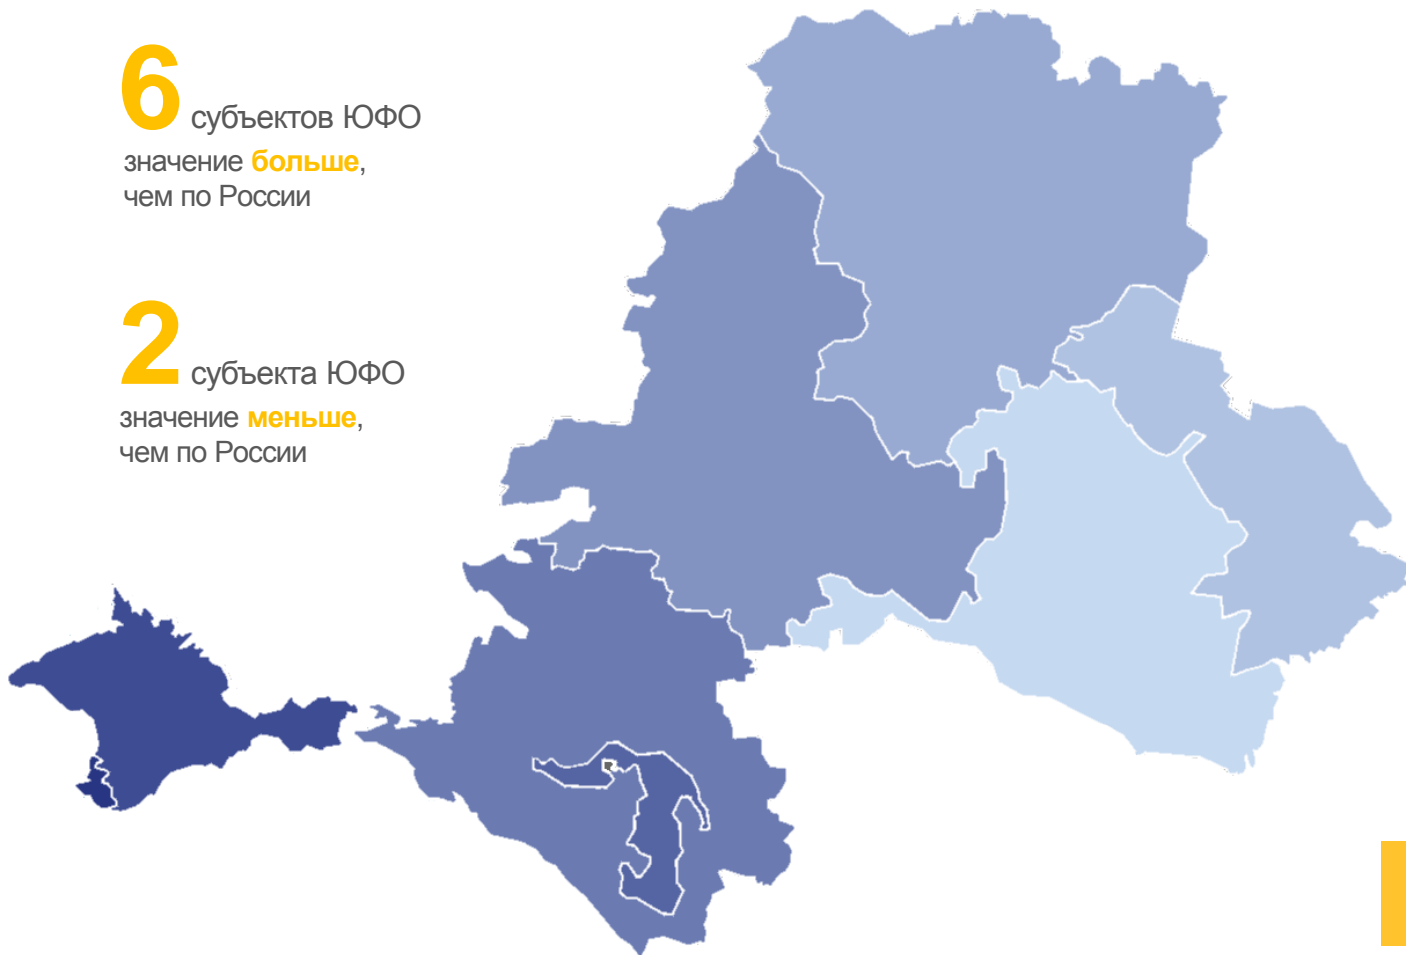 6 субъектов ЮФО
значение больше,
чем по России
2 субъекта ЮФО
значение меньше,
чем по России